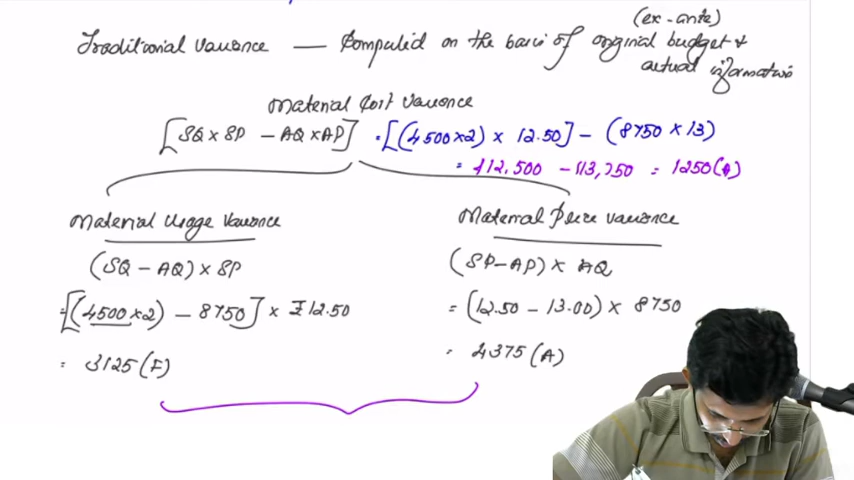 (ex-ante)
Traditional variance — Computed on the basis of original budget &
actual information
Material Cost Variance
[SQ × SP - AQ × AP] = [(4500×2) × 12.50] - (8750 × 13)
= 112,500 - 113,750 = 1250(A)
Material Usage Variance
(SQ - AQ) × SP
= [(4500×2) - 8750] × ₹12.50
= 3125(F)
Material Price variance
(SP - AP) × AQ
= (12.50 - 13.00) × 8750
= 4375(A)